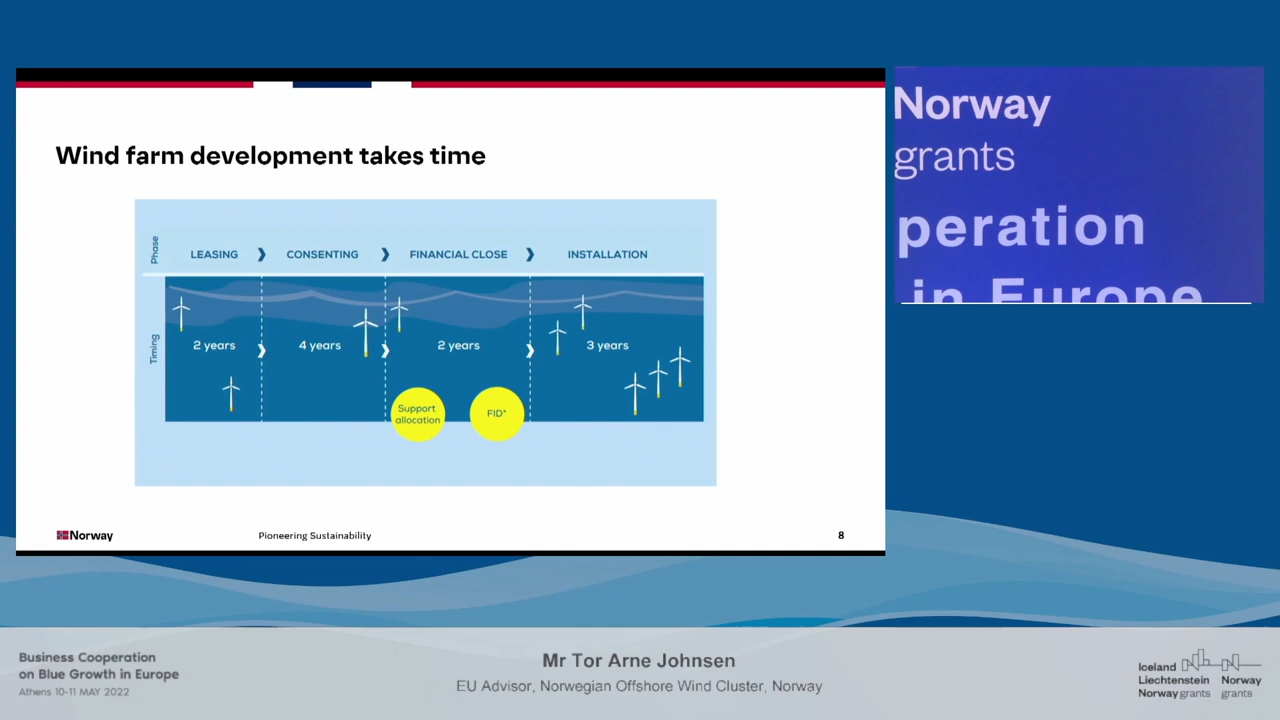 Wind farm development takes time
Phase
LEASING
CONSENTING
FINANCIAL CLOSE
INSTALLATION
Timing
2 years
4 years
2 years
3 years
Support
allocation
FID*
Norway
Pioneering Sustainability
8
Norway
grants
peration
in Europe
Business Cooperation
on Blue Growth in Europe
Athens 10-11 MAY 2022
Mr Tor Arne Johnsen
EU Advisor, Norwegian Offshore Wind Cluster, Norway
Iceland
Liechtenstein
Norway grants
Norway
grants